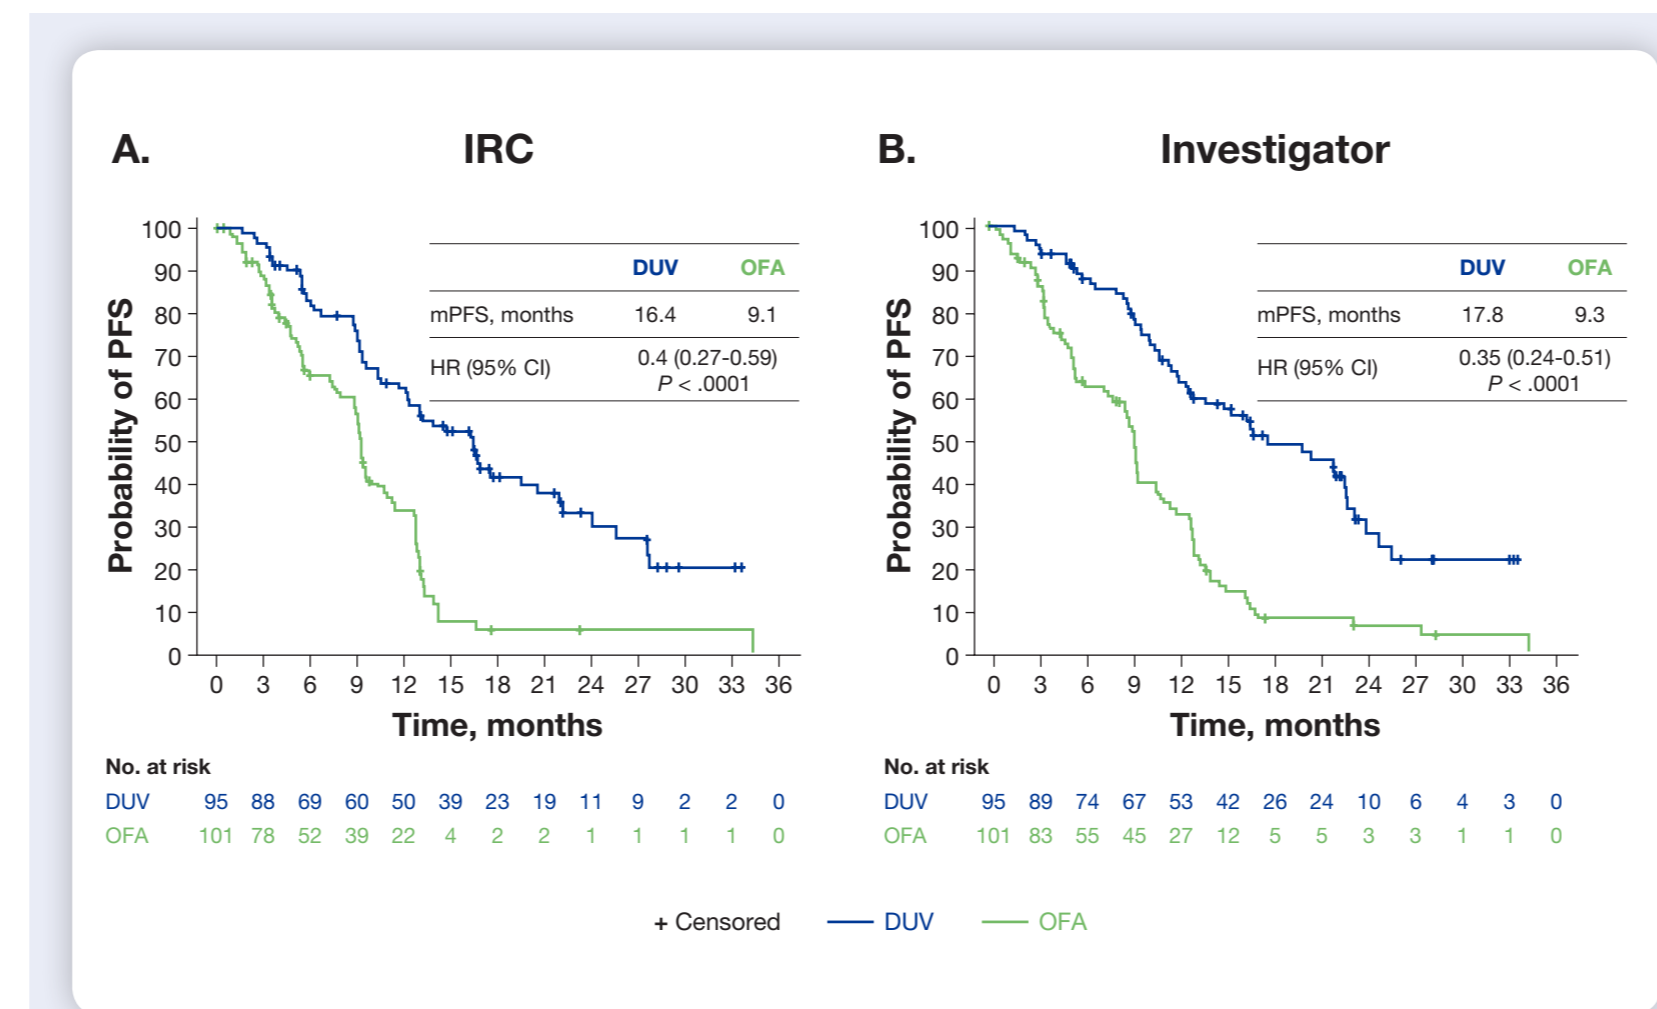 A. IRC
Probability of PFS
100
90
80
70
60
50
40
30
20
10
0
DUV OFA
mPFS, months 16.4 9.1
HR (95% CI) 0.4 (0.27-0.59)
P < .0001
0 3 6 9 12 15 18 21 24 27 30 33 36
Time, months
No. at risk
DUV 95 88 69 60 50 39 23 19 11 9 2 2 0
OFA 101 78 52 39 22 4 2 2 1 1 1 1 0
B. Investigator
Probability of PFS
100
90
80
70
60
50
40
30
20
10
0
DUV OFA
mPFS, months 17.8 9.3
HR (95% CI) 0.35 (0.24-0.51)
P < .0001
0 3 6 9 12 15 18 21 24 27 30 33 36
Time, months
No. at risk
DUV 95 89 74 67 53 42 26 24 10 6 4 3 0
OFA 101 83 55 45 27 12 5 5 3 3 1 1 0
+ Censored DUV OFA